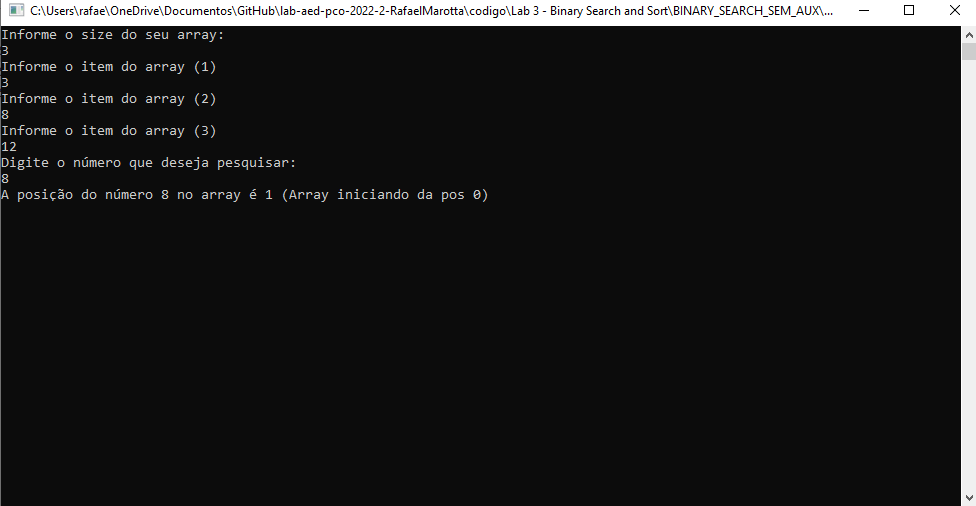 C:\Users\rafae\OneDrive\Documentos\GitHub\lab-aed-pco-2022-2-RafaelMarotta\codigo\Lab 3 - Binary Search and Sort\BINARY_SEARCH_SEM_AUX\...
Informe o size do seu array:
3
Informe o item do array (1)
3
Informe o item do array (2)
8
Informe o item do array (3)
12
Digite o número que deseja pesquisar:
8
A posição do número 8 no array é 1 (Array iniciando da pos 0)